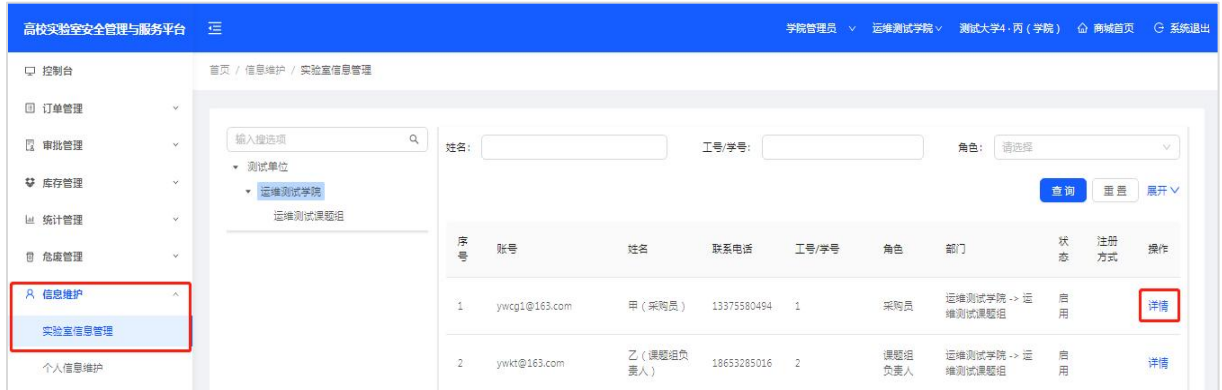 高校实验室安全管理与服务平台
学院管理员 运维测试学院 测试大学4 - 丙（学院） 商城首页 系统退出
控制台
首页 / 信息维护 / 实验室信息管理
订单管理
审批管理
库存管理
统计管理
危废管理
信息维护
实验室信息管理
个人信息维护
输入搜选项
测试单位
运维测试学院
运维测试课题组
姓名： 工号/学号： 角色： 请选择
查询 重置 展开
序号 账号 姓名 联系电话 工号/学号 角色 部门 状态 注册方式 操作
1 ywcg1@163.com 甲（采购员） 13375580494 1 采购员 运维测试学院 -> 运维测试课题组 启用 详情
2 ywkt@163.com 乙（课题组负责人） 18653285016 2 课题组负责人 运维测试学院 -> 运维测试课题组 启用 详情